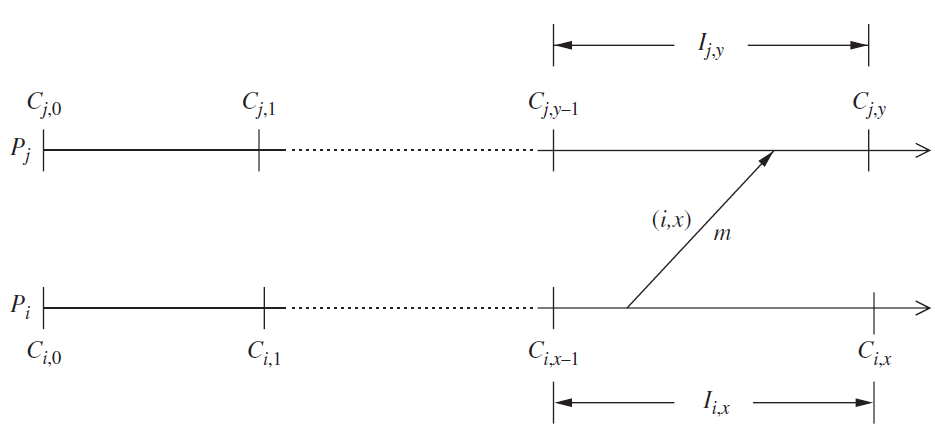 I_{j,y}
C_{j,0} C_{j,1} C_{j,y–1} C_{j,y}
P_j
(i,x) m
P_i
C_{i,0} C_{i,1} C_{i,x–1} C_{i,x}
I_{i,x}